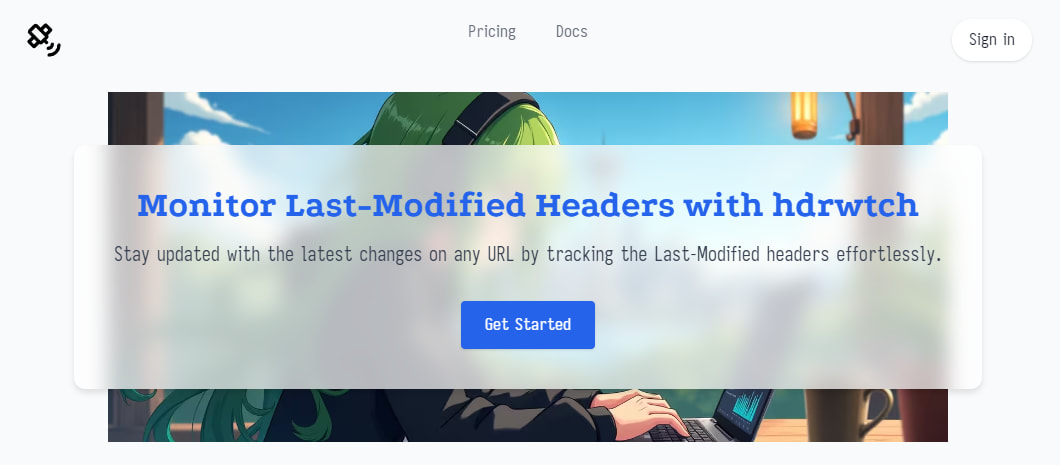 Pricing
Docs
Sign in
Monitor Last-Modified Headers with hdrwtch
Stay updated with the latest changes on any URL by tracking the Last-Modified headers effortlessly.
Get Started